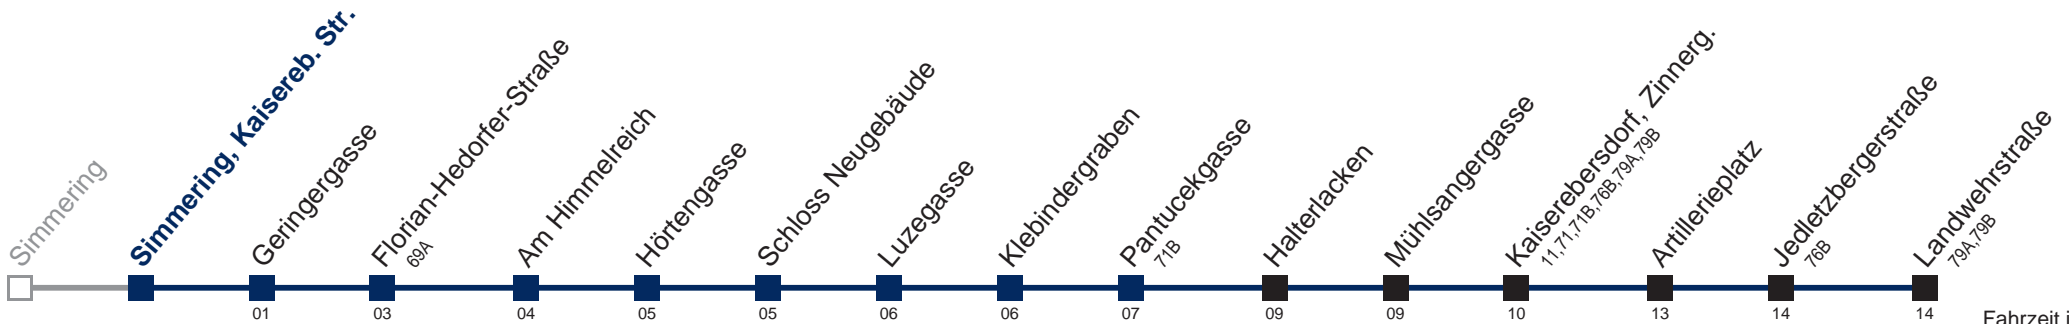 Simmering
Simmering, Kaisereb. Str.
Geringergasse
Florian-Hedorfer-Straße
69A
Am Himmelreich
Hörtengasse
Schloss Neugebäude
Luzegasse
Klebindergraben
Pantucekgasse
71B
Halterlacken
Mühlsangergasse
Kaiserebersdorf, Zinnerg.
11,71,71B,76B,79A,79B
Artillerieplatz
Jedletzbergerstraße
76B
Landwehrstraße
79A,79B
01 03 04 05 05 06 06 07 09 09 10 13 14 14
Fahrzeit i